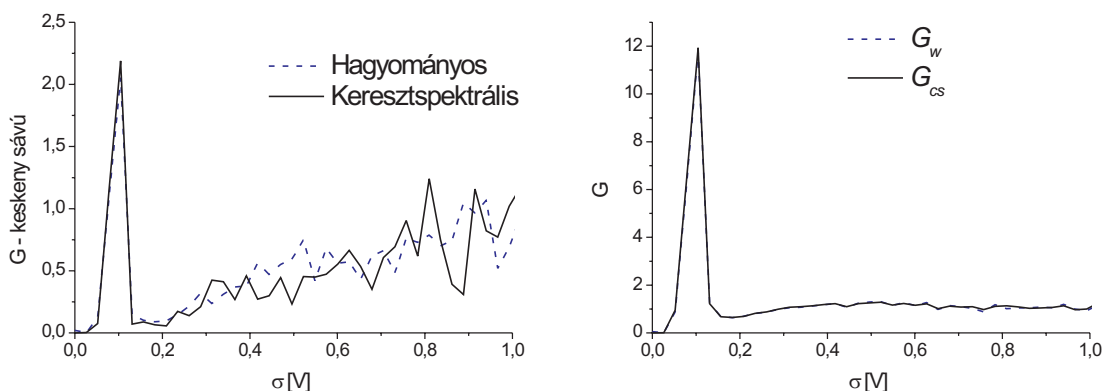 2,5
2,0
1,5
1,0
0,5
0,0
G - keskeny sávú
Hagyományos
Keresztspektrális
0,0 0,2 0,4 0,6 0,8 1,0
σ [V]
12
10
8
6
4
2
0
G
G_w
G_cs
0,0 0,2 0,4 0,6 0,8 1,0
σ [V]